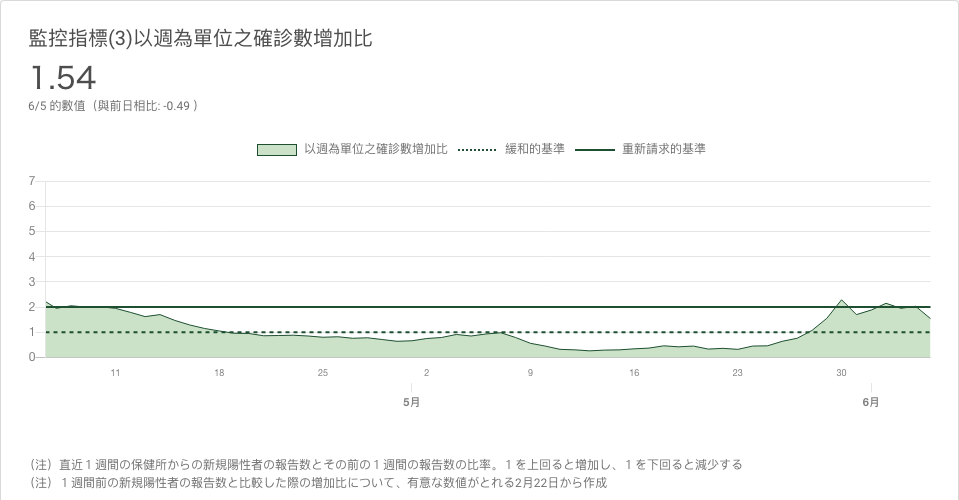 監控指標(3)以週為單位之確診數增加比
1.54
6/5 的數值（與前日相比: -0.49 ）
以週為單位之確診數增加比 緩和的基準 重新請求的基準
7
6
5
4
3
2
1
0
11 18 25 2 9 16 23 30
5月 6月
（注）直近１週間の保健所からの新規陽性者の報告数とその前の１週間の報告数の比率。１を上回ると増加し、１を下回ると減少する
（注）１週間前の新規陽性者の報告数と比較した際の増加比について、有意な数値がとれる2月22日から作成